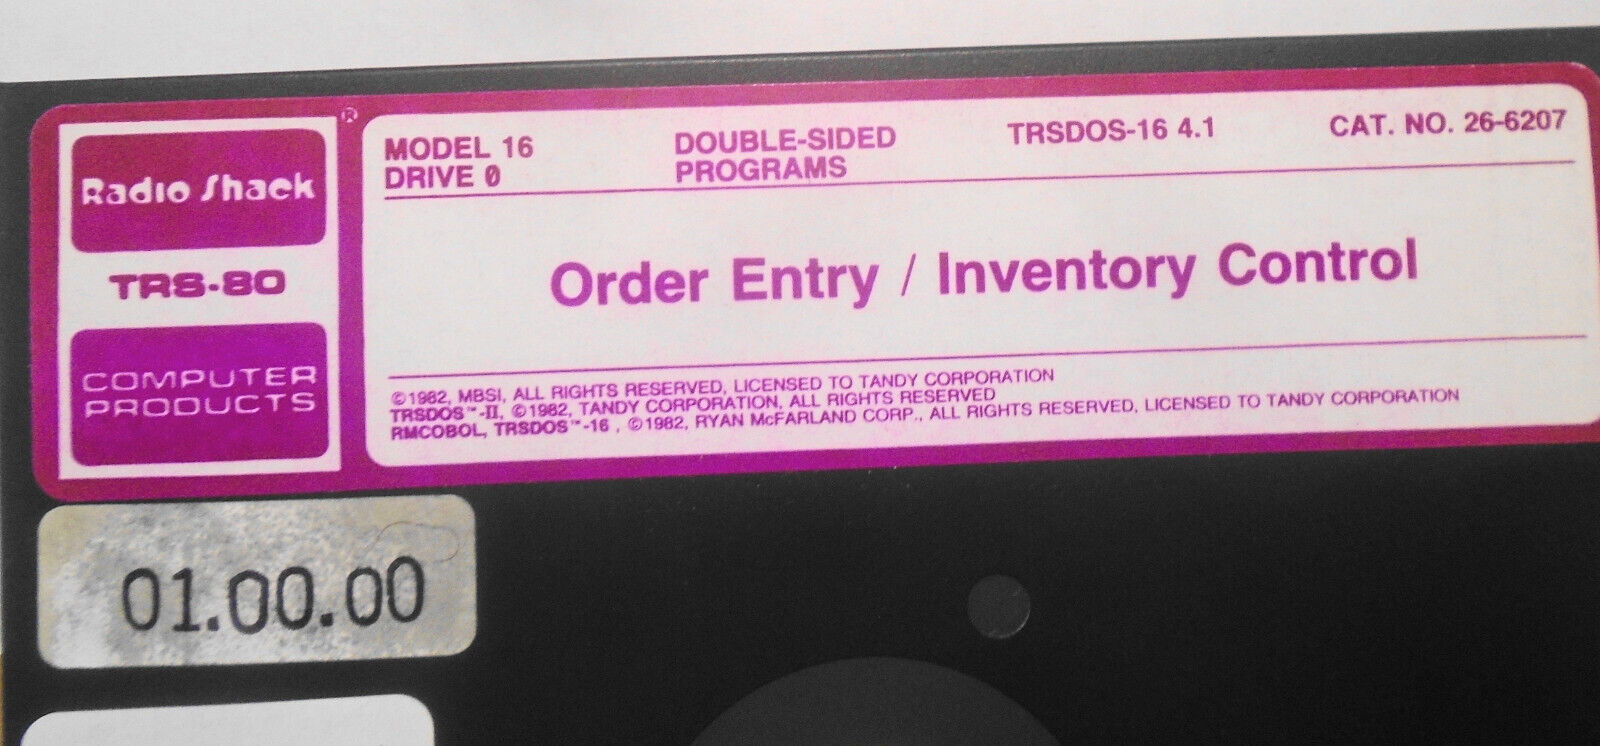 Radio Shack
®
TRS-80
COMPUTER
PRODUCTS
MODEL 16
DRIVE 0
DOUBLE-SIDED
PROGRAMS
TRSDOS-16 4.1
CAT. NO. 26-6207
Order Entry / Inventory Control
©1982, MBSI, ALL RIGHTS RESERVED, LICENSED TO TANDY CORPORATION
TRSDOS™-II, ©1982, TANDY CORPORATION, ALL RIGHTS RESERVED
RMCOBOL, TRSDOS™-16 , ©1982, RYAN McFARLAND CORP., ALL RIGHTS RESERVED, LICENSED TO TANDY CORPORATION
01.00.00